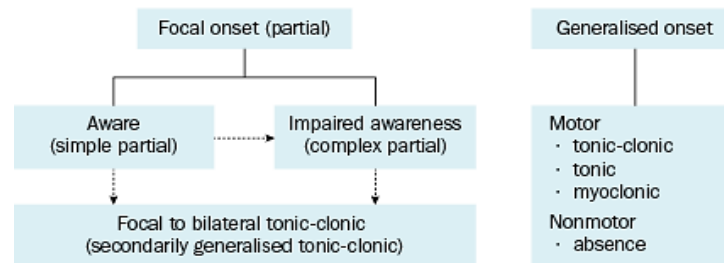 Focal onset (partial)
Generalised onset
Aware
(simple partial)
Impaired awareness
(complex partial)
Focal to bilateral tonic-clonic
(secondarily generalised tonic-clonic)
Motor
· tonic-clonic
· tonic
· myoclonic
Nonmotor
· absence